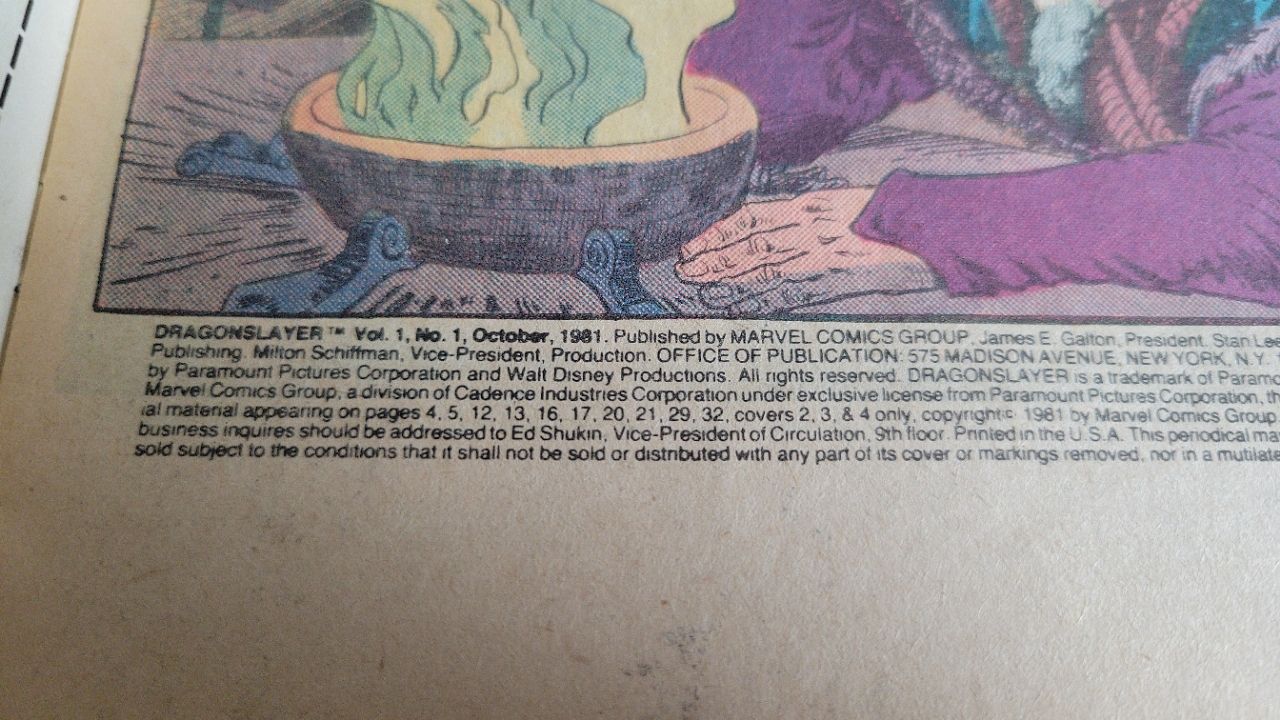 DRAGONSLAYER ™ Vol. 1, No. 1, October, 1981. Published by MARVEL COMICS GROUP, James E. Galton, President. Stan Lee
Publishing. Milton Schiffman, Vice-President, Production. OFFICE OF PUBLICATION: 575 MADISON AVENUE, NEW YORK, N.Y.
by Paramount Pictures Corporation and Walt Disney Productions. All rights reserved. DRAGONSLAYER is a trademark of
Marvel Comics Group, a division of Cadence Industries Corporation under exclusive license from Paramount Pictures Corporation,
ial material appearing on pages 4, 5, 12, 13, 16, 17, 20, 21, 29, 32, covers 2, 3, & 4 only, copyright © 1981 by Marvel Comics Group
business inquires should be addressed to Ed Shukin, Vice-President of Circulation, 9th floor. Printed in the U.S.A. This periodical
sold subject to the conditions that it shall not be sold or distributed with any part of its cover or markings removed, nor in a